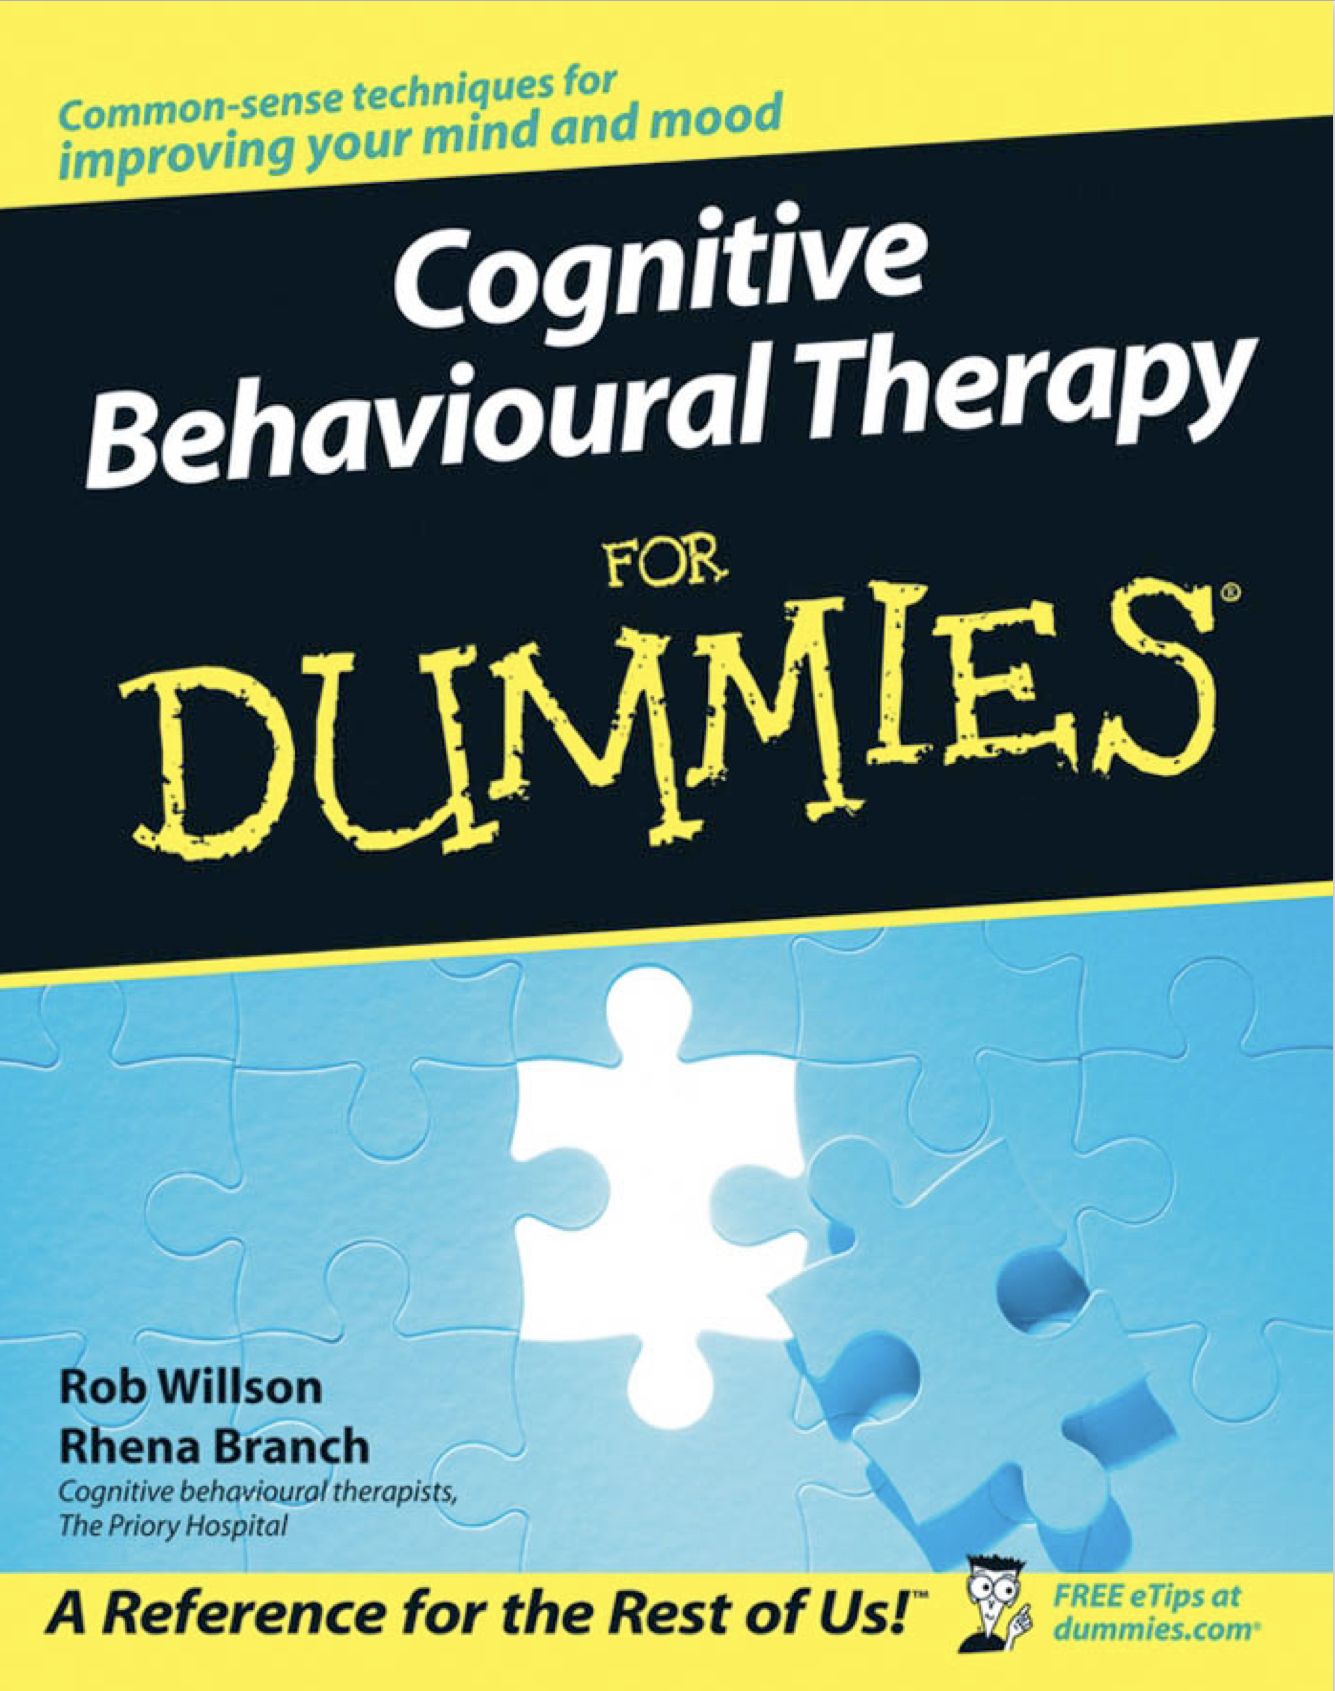 Common-sense techniques for
improving your mind and mood
Cognitive
Behavioural Therapy
FOR
DUMMIES®
Rob Willson
Rhena Branch
Cognitive behavioural therapists,
The Priory Hospital
A Reference for the Rest of Us!™
FREE eTips at
dummies.com®